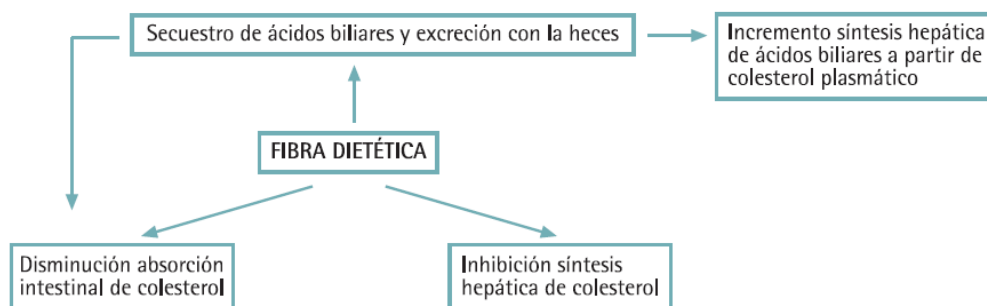 Secuestro de ácidos biliares y excreción con la heces
Incremento síntesis hepática
de ácidos biliares a partir de
colesterol plasmático
FIBRA DIETÉTICA
Disminución absorción
intestinal de colesterol
Inhibición síntesis
hepática de colesterol